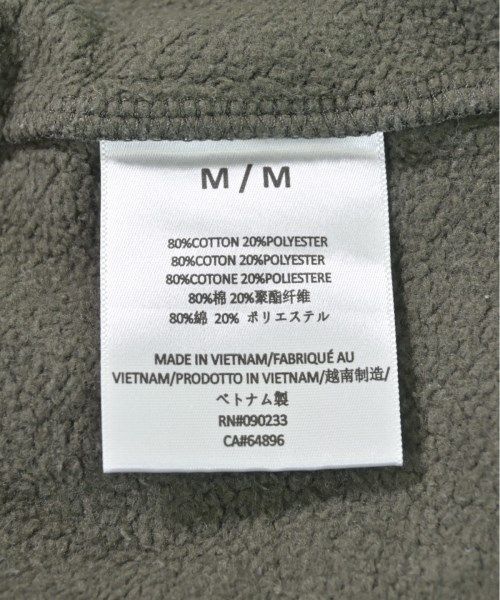 M / M
80%COTTON 20%POLYESTER
80%COTON 20%POLYESTER
80%COTONE 20%POLIESTERE
80%棉 20%聚酯纤维
80%綿 20% ポリエステル
MADE IN VIETNAM/FABRIQUÉ AU
VIETNAM/PRODOTTO IN VIETNAM/越南制造/
ベトナム製
RN#090233
CA#64896